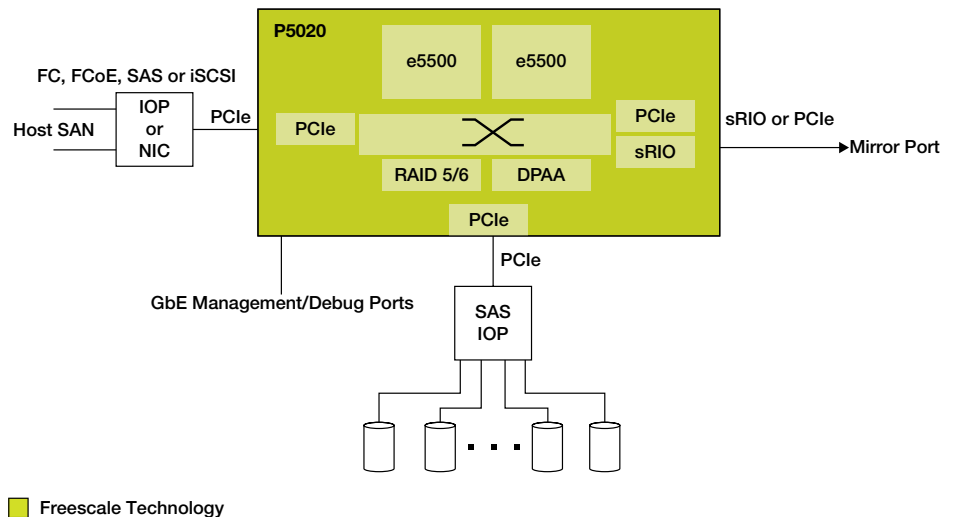 P5020
e5500
e5500
FC, FCoE, SAS or iSCSI
IOP
or
NIC
Host SAN
PCIe
PCIe
PCIe
sRIO
sRIO or PCIe
Mirror Port
RAID 5/6
DPAA
PCIe
PCIe
GbE Management/Debug Ports
SAS
IOP
Freescale Technology